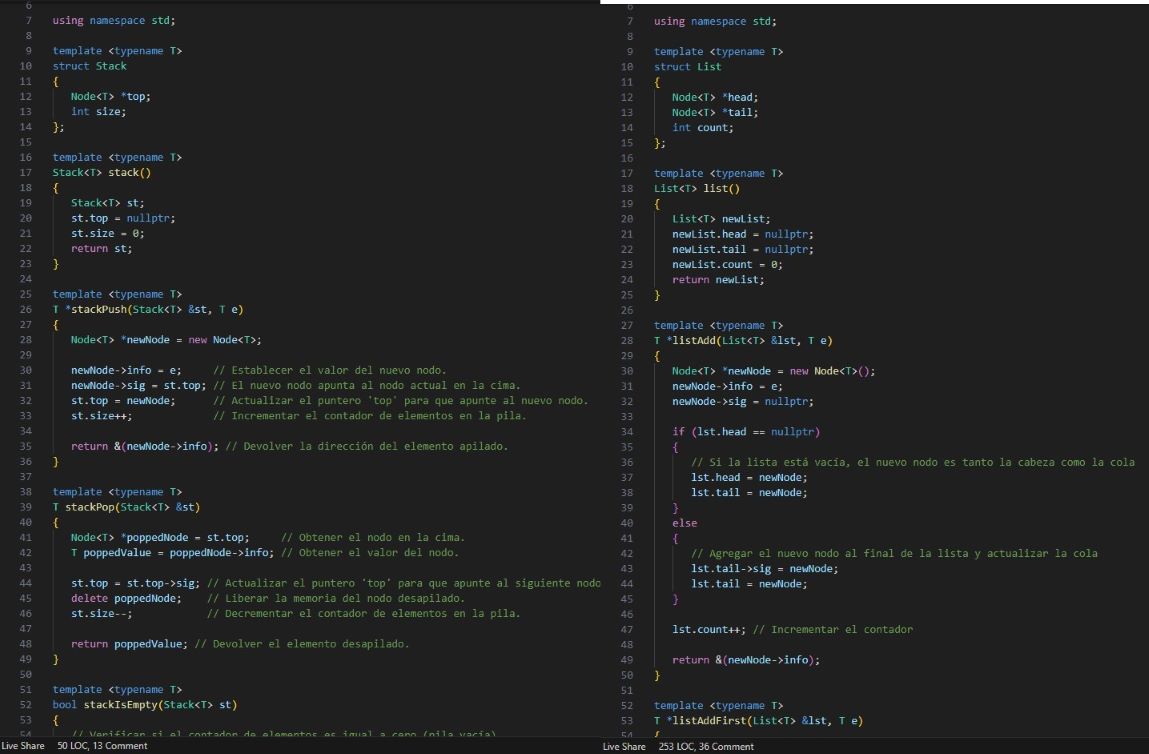 6
7 using namespace std;
8
9 template <typename T>
10 struct Stack
11 {
12 Node<T> *top;
13 int size;
14 };
15
16 template <typename T>
17 Stack<T> stack()
18 {
19 Stack<T> st;
20 st.top = nullptr;
21 st.size = 0;
22 return st;
23 }
24
25 template <typename T>
26 T *stackPush(Stack<T> &st, T e)
27 {
28 Node<T> *newNode = new Node<T>;
29
30 newNode->info = e; // Establecer el valor del nuevo nodo.
31 newNode->sig = st.top; // El nuevo nodo apunta al nodo actual en la cima.
32 st.top = newNode; // Actualizar el puntero 'top' para que apunte al nuevo nodo.
33 st.size++; // Incrementar el contador de elementos en la pila.
34
35 return &(newNode->info); // Devolver la dirección del elemento apilado.
36 }
37
38 template <typename T>
39 T stackPop(Stack<T> &st)
40 {
41 Node<T> *poppedNode = st.top; // Obtener el nodo en la cima.
42 T poppedValue = poppedNode->info; // Obtener el valor del nodo.
43
44 st.top = st.top->sig; // Actualizar el puntero 'top' para que apunte al siguiente nodo
45 delete poppedNode; // Liberar la memoria del nodo desapilado.
46 st.size--; // Decrementar el contador de elementos en la pila.
47
48 return poppedValue; // Devolver el elemento desapilado.
49 }
50
51 template <typename T>
52 bool stackIsEmpty(Stack<T> st)
53 {
54 // Verificar si el contador de elementos es igual a cero (pila vacía)
Live Share 50 LOC, 13 Comment
6
7 using namespace std;
8
9 template <typename T>
10 struct List
11 {
12 Node<T> *head;
13 Node<T> *tail;
14 int count;
15 };
16
17 template <typename T>
18 List<T> list()
19 {
20 List<T> newList;
21 newList.head = nullptr;
22 newList.tail = nullptr;
23 newList.count = 0;
24 return newList;
25 }
26
27 template <typename T>
28 T *listAdd(List<T> &lst, T e)
29 {
30 Node<T> *newNode = new Node<T>();
31 newNode->info = e;
32 newNode->sig = nullptr;
33
34 if (lst.head == nullptr)
35 {
36 // Si la lista está vacía, el nuevo nodo es tanto la cabeza como la cola
37 lst.head = newNode;
38 lst.tail = newNode;
39 }
40 else
41 {
42 // Agregar el nuevo nodo al final de la lista y actualizar la cola
43 lst.tail->sig = newNode;
44 lst.tail = newNode;
45 }
46
47 lst.count++; // Incrementar el contador
48
49 return &(newNode->info);
50 }
51
52 template <typename T>
53 T *listAddFirst(List<T> &lst, T e)
54 {
Live Share 253 LOC, 36 Comment